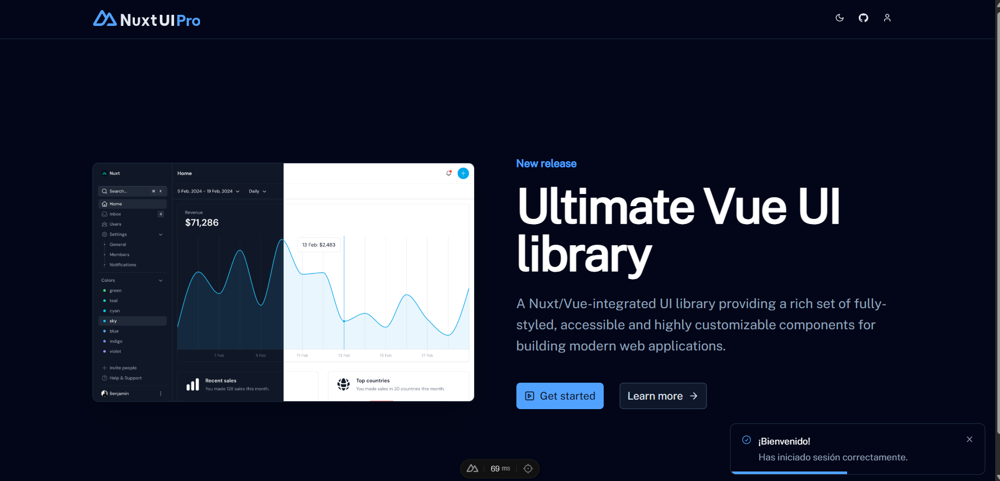 NuxtUIPro
Nuxt
Search...
⌘ K
Home
Inbox
4
Users
Settings
General
Members
Notifications
Colors
green
teal
cyan
sky
blue
indigo
violet
Invite people
Help & Support
Benjamin
Home
5 Feb, 2024 - 19 Feb, 2024
Daily
Revenue
$71,286
13 Feb: $2,483
7 Feb
9 Feb
11 Feb
13 Feb
15 Feb
17 Feb
Recent sales
You made 128 sales this month.
Top countries
You made sales in 20 countries this month.
New release
Ultimate Vue UI
library
A Nuxt/Vue-integrated UI library providing a rich set of fully-
styled, accessible and highly customizable components for
building modern web applications.
Get started
Learn more
¡Bienvenido!
Has iniciado sesión correctamente.
69 ms